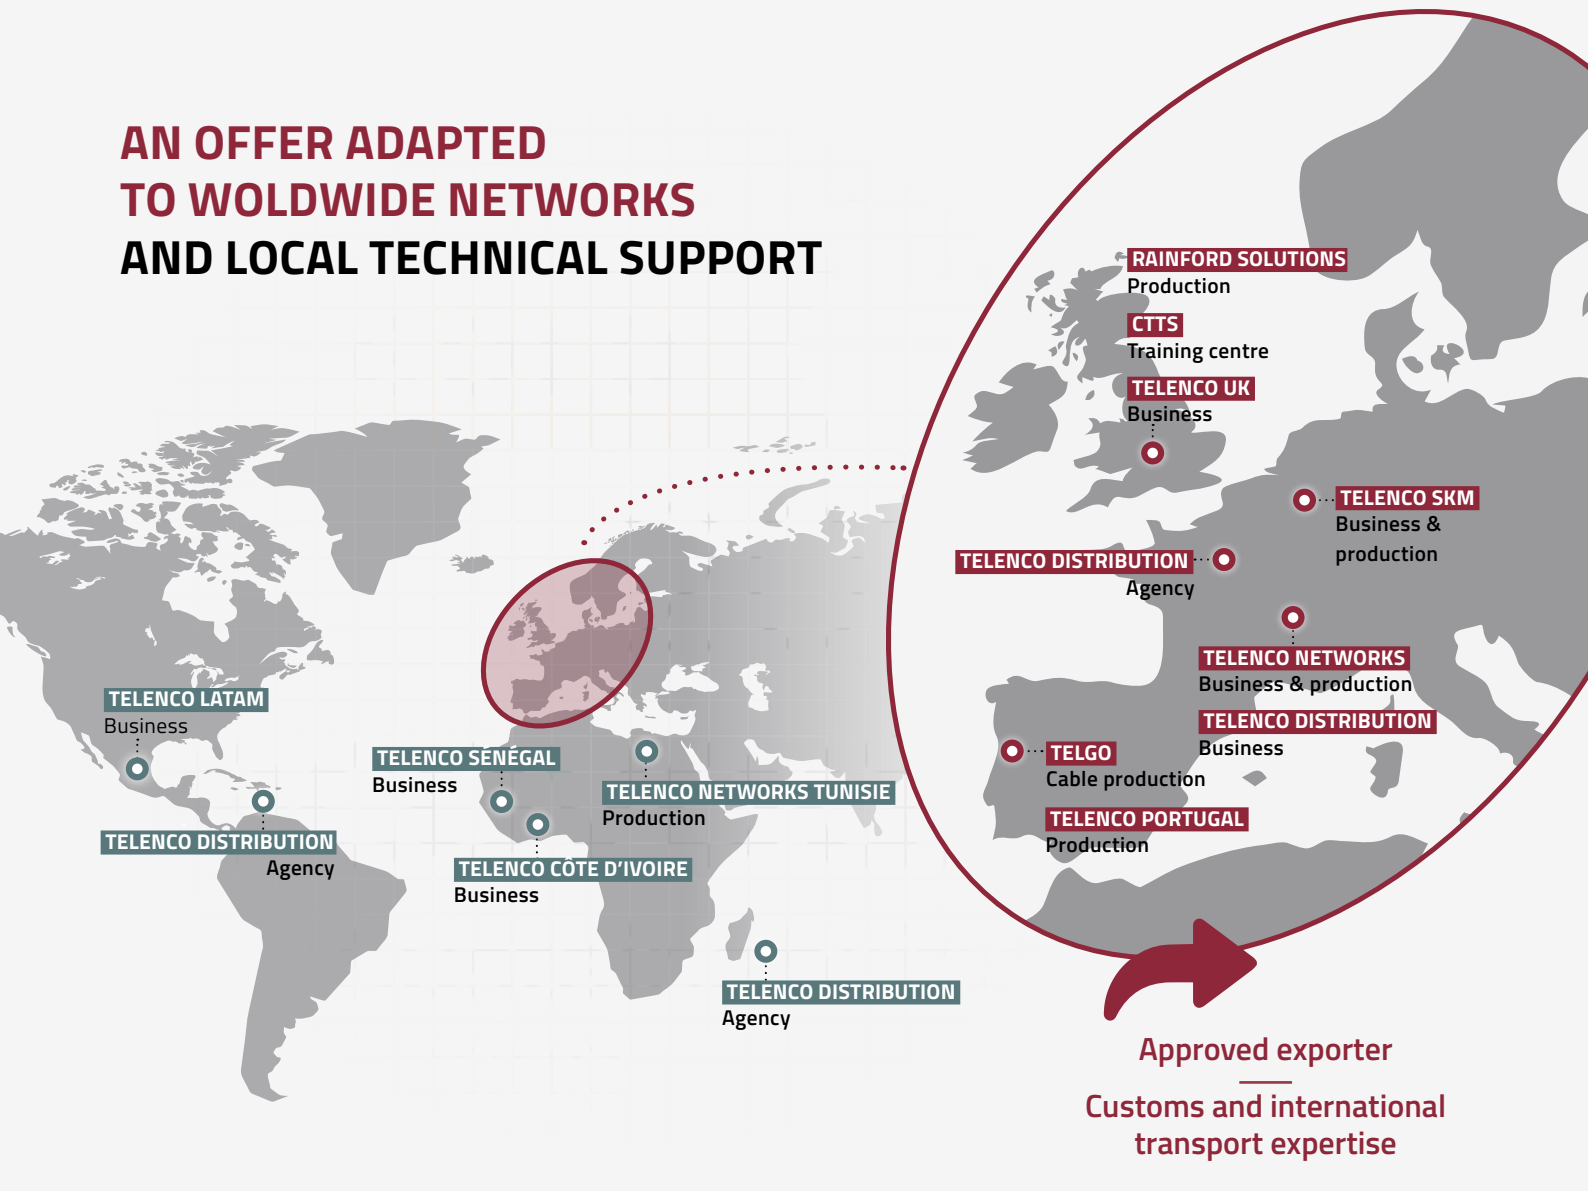 AN OFFER ADAPTED
TO WOLDWIDE NETWORKS
AND LOCAL TECHNICAL SUPPORT
RAINFORD SOLUTIONS
Production
CTTS
Training centre
TELENCO UK
Business
TELENCO SKM
Business &
production
TELENCO DISTRIBUTION
Agency
TELENCO NETWORKS
Business & production
TELENCO DISTRIBUTION
Business
TELGO
Cable production
TELENCO PORTUGAL
Production
TELENCO LATAM
Business
TELENCO DISTRIBUTION
Agency
TELENCO SÉNÉGAL
Business
TELENCO NETWORKS TUNISIE
Production
TELENCO CÔTE D'IVOIRE
Business
TELENCO DISTRIBUTION
Agency
Approved exporter
Customs and international
transport expertise